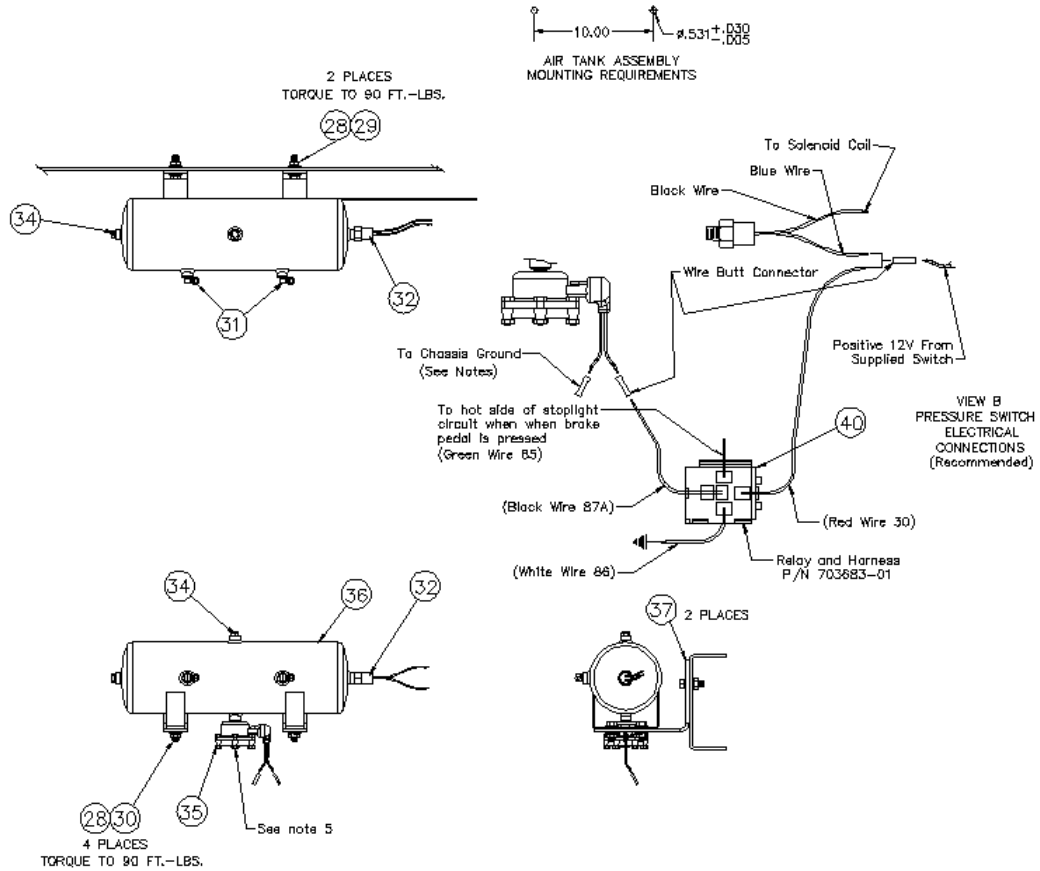 10.00
ø.531+.030
-.005
AIR TANK ASSEMBLY
MOUNTING REQUIREMENTS
2 PLACES
TORQUE TO 90 FT.-LBS.
28 29
34
32
31
To Solenoid Coil
Blue Wire
Black Wire
Wire Butt Connector
To Chassis Ground
(See Notes)
Positive 12V From
Supplied Switch
VIEW B
PRESSURE SWITCH
ELECTRICAL
CONNECTIONS
(Recommended)
To hot side of stoplight
circuit when when brake
pedal is pressed
(Green Wire 85)
40
(Black Wire 87A)
(Red Wire 30)
(White Wire 86)
Relay and Harness
P/N 703683-01
34
36
32
37 2 PLACES
35
See note 5
28 30
4 PLACES
TORQUE TO 90 FT.-LBS.